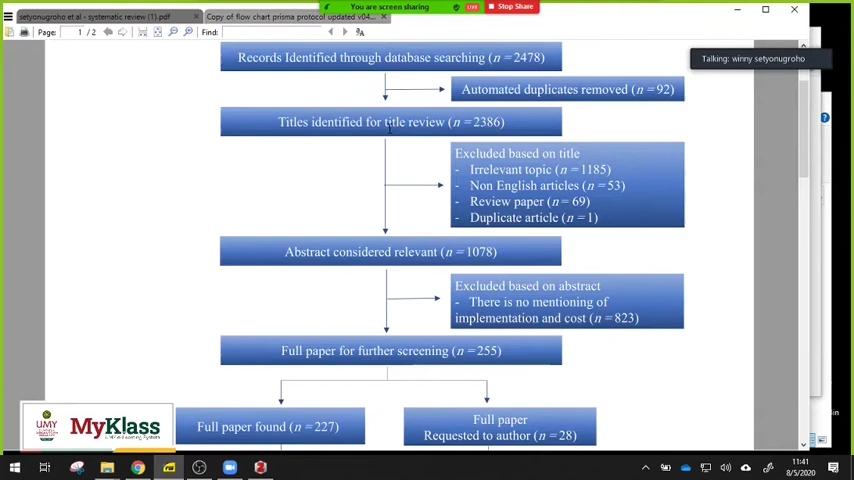 You are screen sharing
LIVE
Stop Share
setyonugroho et al - systematic review (1).pdf
Copy of flow chart prisma protocol updated v04...
Page:
1 / 2
Find:
Talking: winny setyonugroho
Records Identified through database searching (n =2478)
Automated duplicates removed (n =92)
Titles identified for title review (n =2386)
Excluded based on title
- Irrelevant topic (n =1185)
- Non English articles (n =53)
- Review paper (n =69)
- Duplicate article (n =1)
Abstract considered relevant (n =1078)
Excluded based on abstract
- There is no mentioning of
implementation and cost (n =823)
Full paper for further screening (n =255)
Full paper found (n =227)
Full paper
Requested to author (n =28)
UMY
MyKlass
11:41
8/5/2020